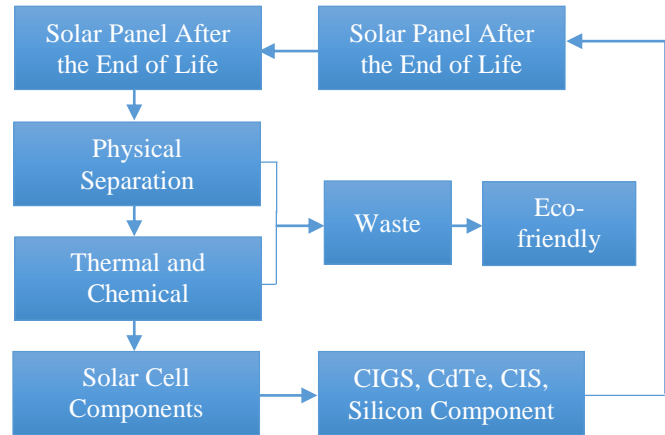 Solar Panel After
the End of Life
Solar Panel After
the End of Life
Physical
Separation
Waste
Eco-
friendly
Thermal and
Chemical
Solar Cell
Components
CIGS, CdTe, CIS,
Silicon Component